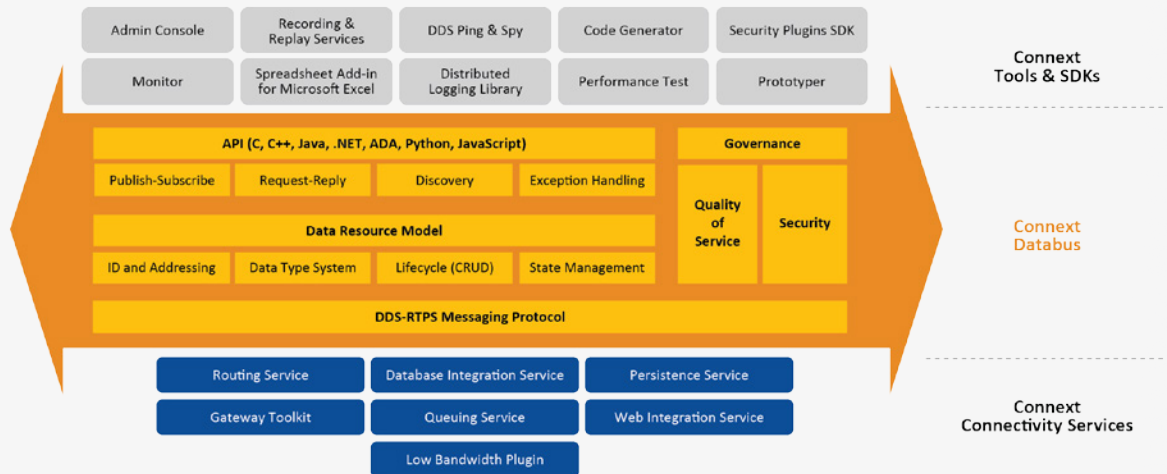 Admin Console
Recording &
Replay Services
DDS Ping & Spy
Code Generator
Security Plugins SDK
Monitor
Spreadsheet Add-in
for Microsoft Excel
Distributed
Logging Library
Performance Test
Prototyper
Connext
Tools & SDKs
API (C, C++, Java, .NET, ADA, Python, JavaScript)
Publish-Subscribe
Request-Reply
Discovery
Exception Handling
Data Resource Model
ID and Addressing
Data Type System
Lifecycle (CRUD)
State Management
Governance
Quality
of
Service
Security
DDS-RTPS Messaging Protocol
Connext
Databus
Routing Service
Database Integration Service
Persistence Service
Gateway Toolkit
Queuing Service
Web Integration Service
Low Bandwidth Plugin
Connext
Connectivity Services